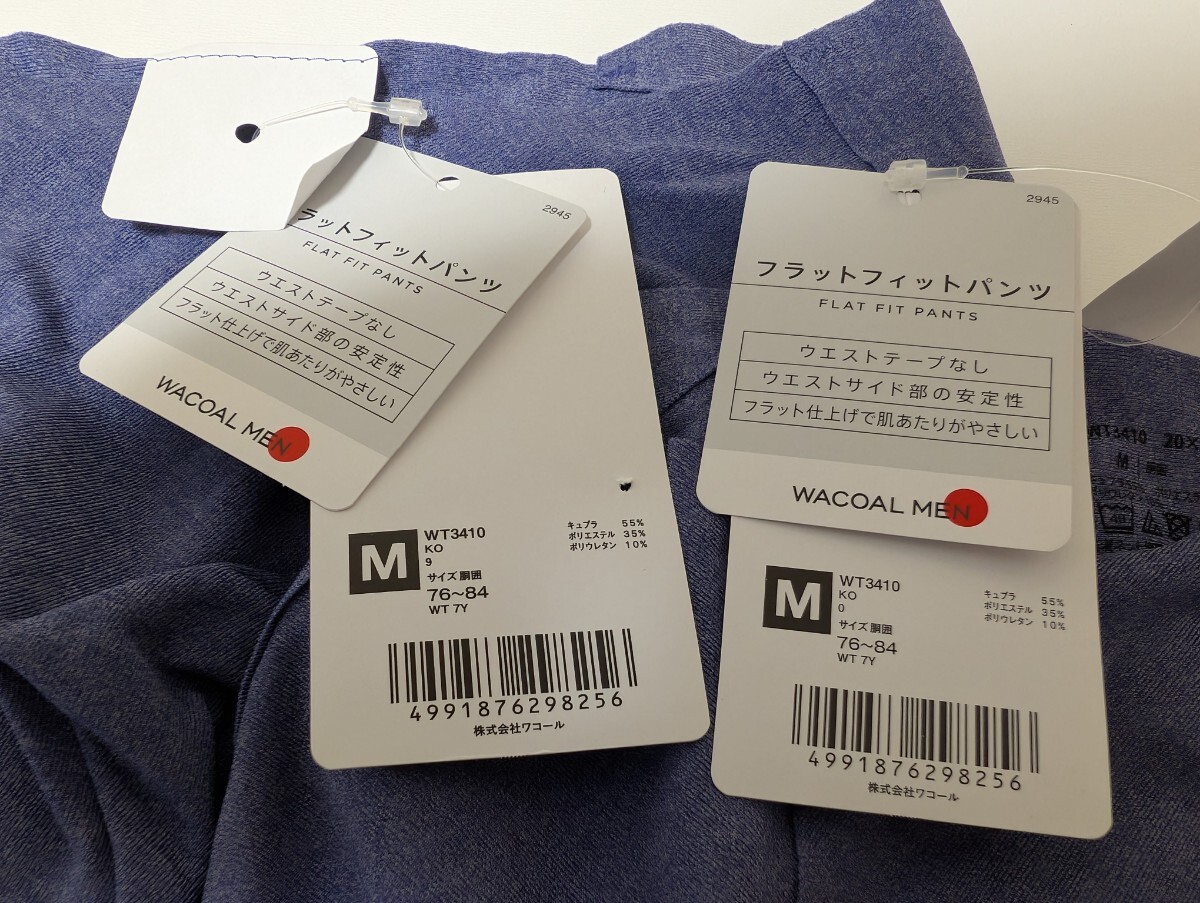 2945
ラットフィットパンツ
FLAT FIT PANTS
ウエストテープなし
ウエストサイド部の安定性
フラット仕上げで肌あたりがやさしい
WACOAL MEN
M
WT3410
KO
9
サイズ 胴囲
76～84
WT 7Y
キュプラ 55%
ポリエステル 35%
ポリウレタン 10%
4991876298256
株式会社ワコール
2945
フラットフィットパンツ
FLAT FIT PANTS
ウエストテープなし
ウエストサイド部の安定性
フラット仕上げで肌あたりがやさしい
WACOAL MEN
M
WT3410
KO
0
サイズ 胴囲
76～84
WT 7Y
キュプラ 55%
ポリエステル 35%
ポリウレタン 10%
4991876298256
株式会社ワコール
WT3410 20
M 胴囲